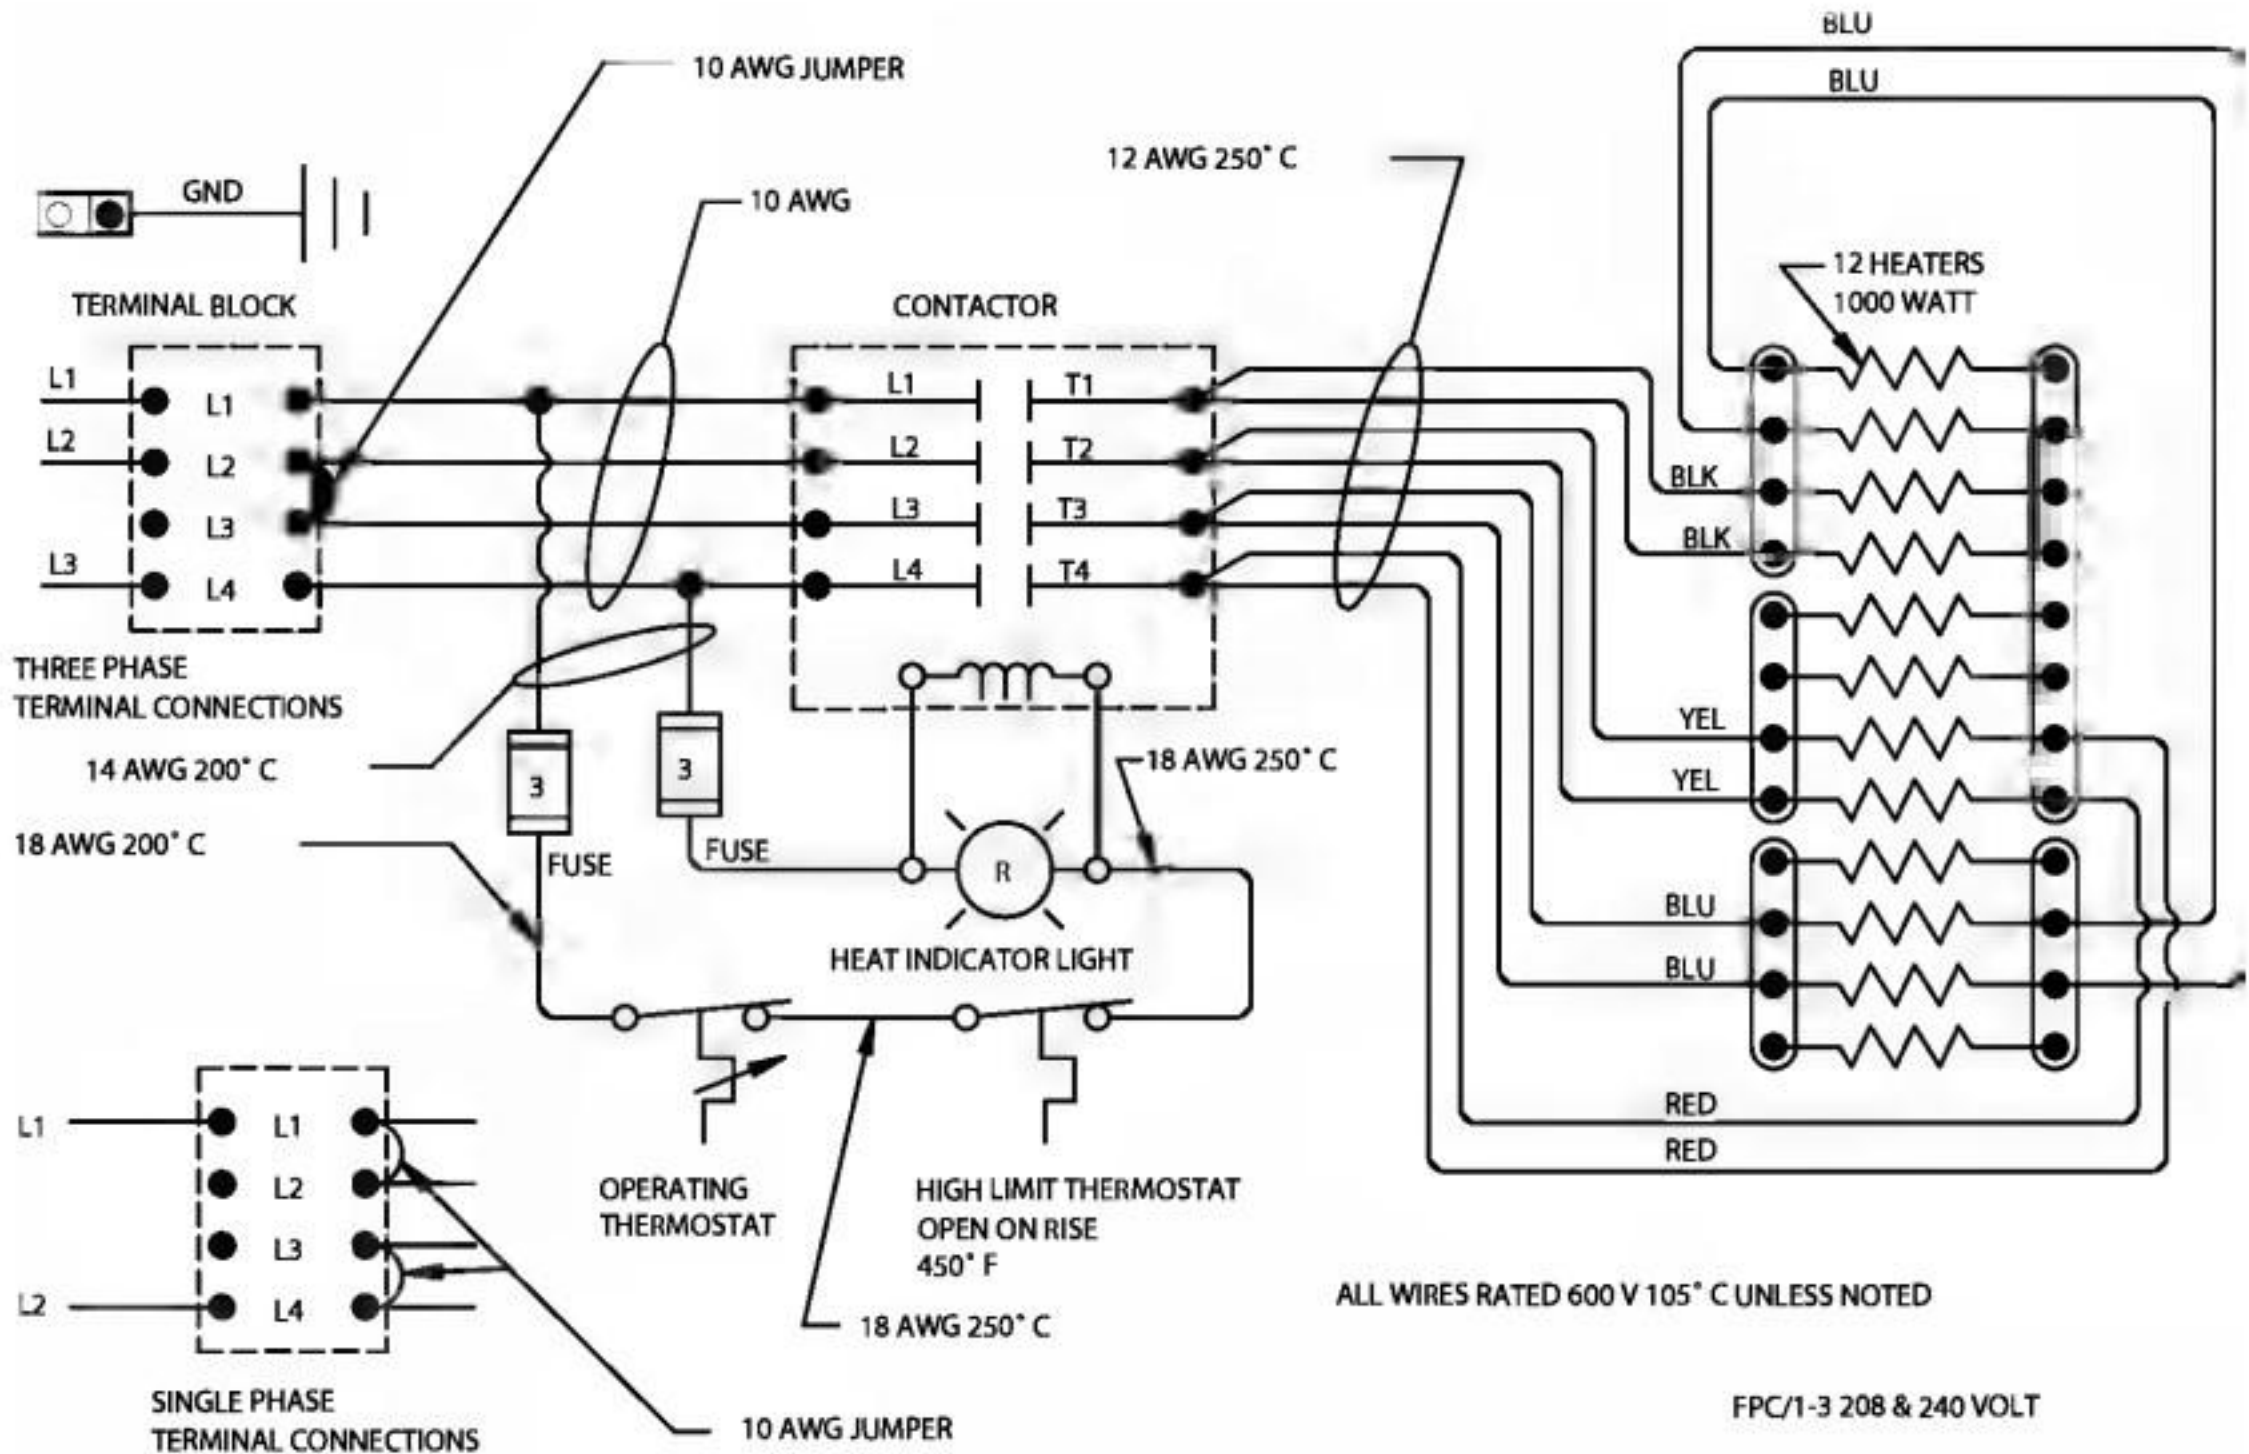 BLU
10 AWG JUMPER
BLU
12 AWG 250° C
GND
10 AWG
12 HEATERS
1000 WATT
TERMINAL BLOCK
CONTACTOR
L1
L1
L1
T1
L2
L2
L2
T2
BLK
L3
L3
T3
BLK
L3
L4
L4
T4
THREE PHASE
TERMINAL CONNECTIONS
YEL
14 AWG 200° C
3
3
18 AWG 250° C
YEL
18 AWG 200° C
FUSE
FUSE
R
BLU
HEAT INDICATOR LIGHT
BLU
RED
L1
L1
RED
L2
OPERATING
THERMOSTAT
HIGH LIMIT THERMOSTAT
OPEN ON RISE
450° F
L3
L2
L4
ALL WIRES RATED 600 V 105° C UNLESS NOTED
18 AWG 250° C
SINGLE PHASE
TERMINAL CONNECTIONS
10 AWG JUMPER
FPC/1-3 208 & 240 VOLT